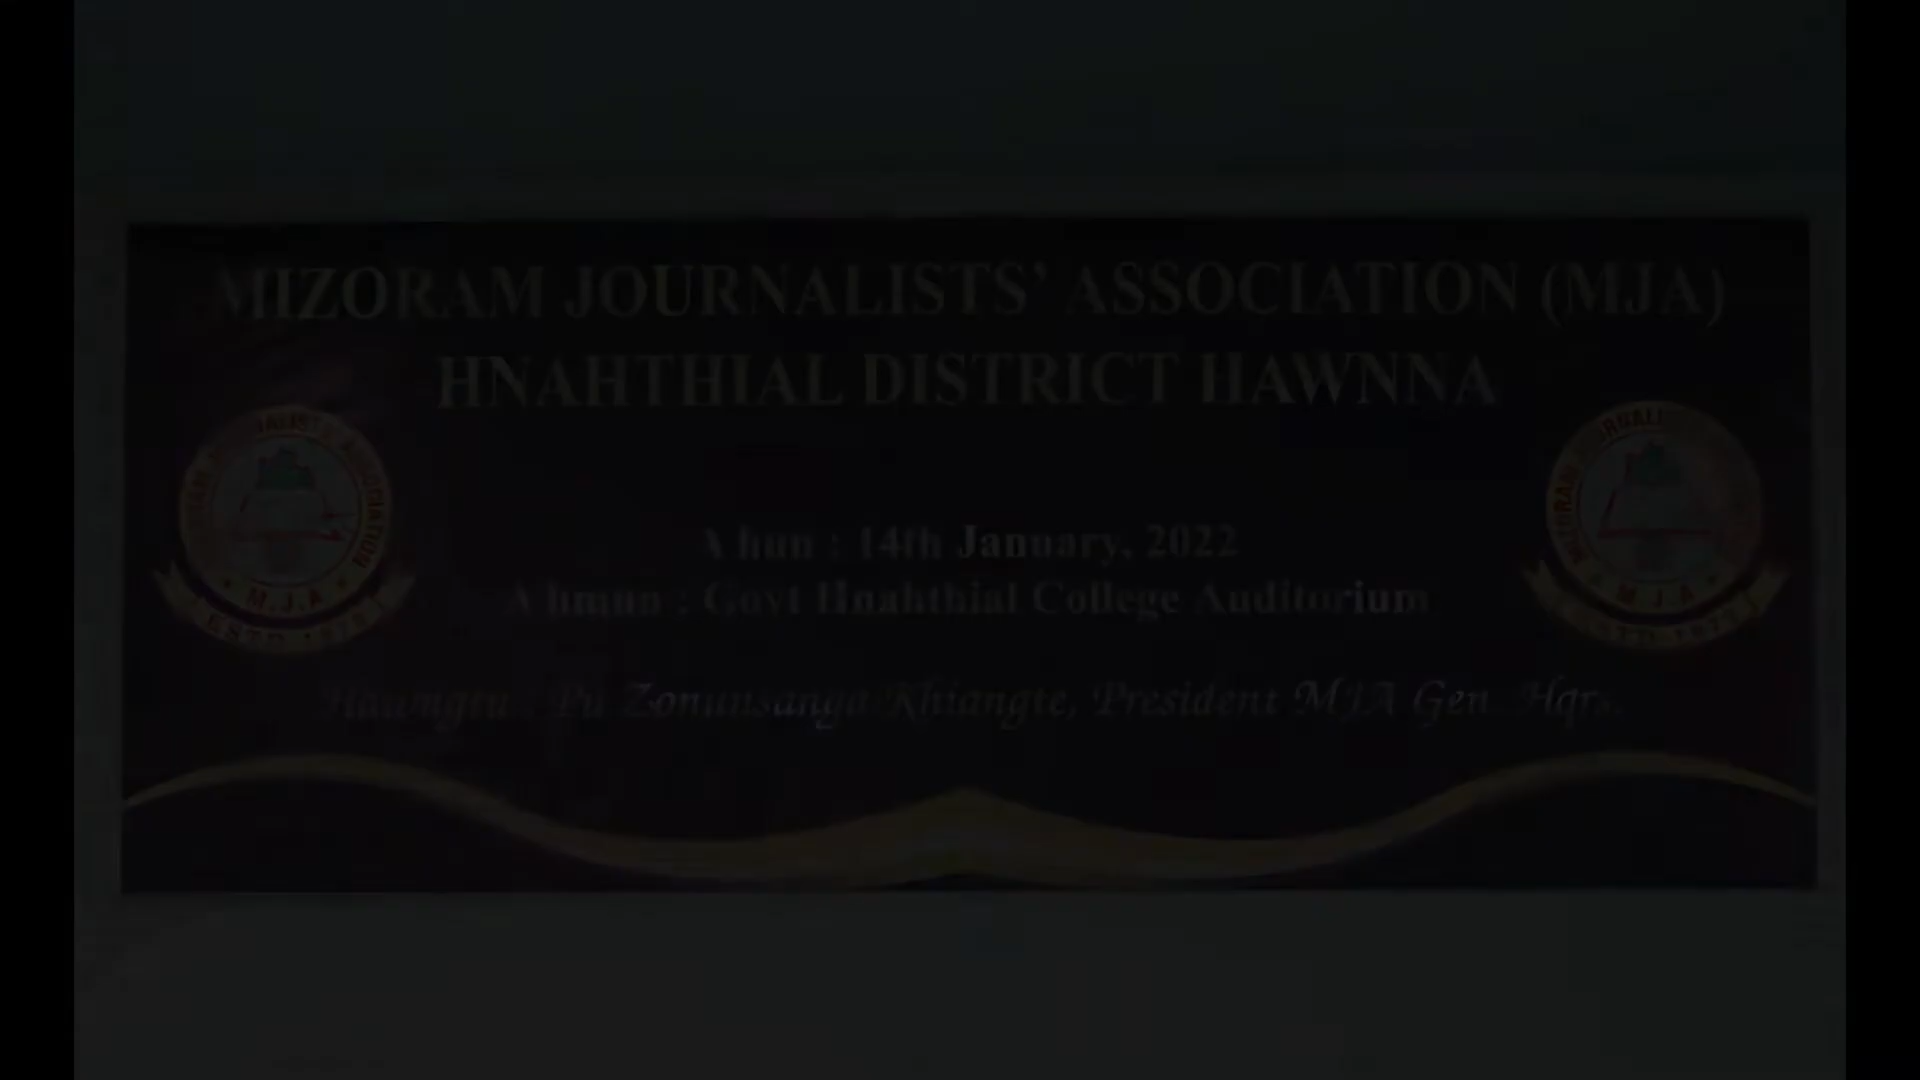 MIZORAM JOURNALISTS' ASSOCIATION (MJA)
HNAHTHIAL DISTRICT HAWNNA
A hun : 14th January, 2022
A hmun : Govt Hnahthial College Auditorium
Hawngtu : Pu Zonunsanga Khiangte, President MJA Gen. Hqrs.
M.J.A
M.J.A